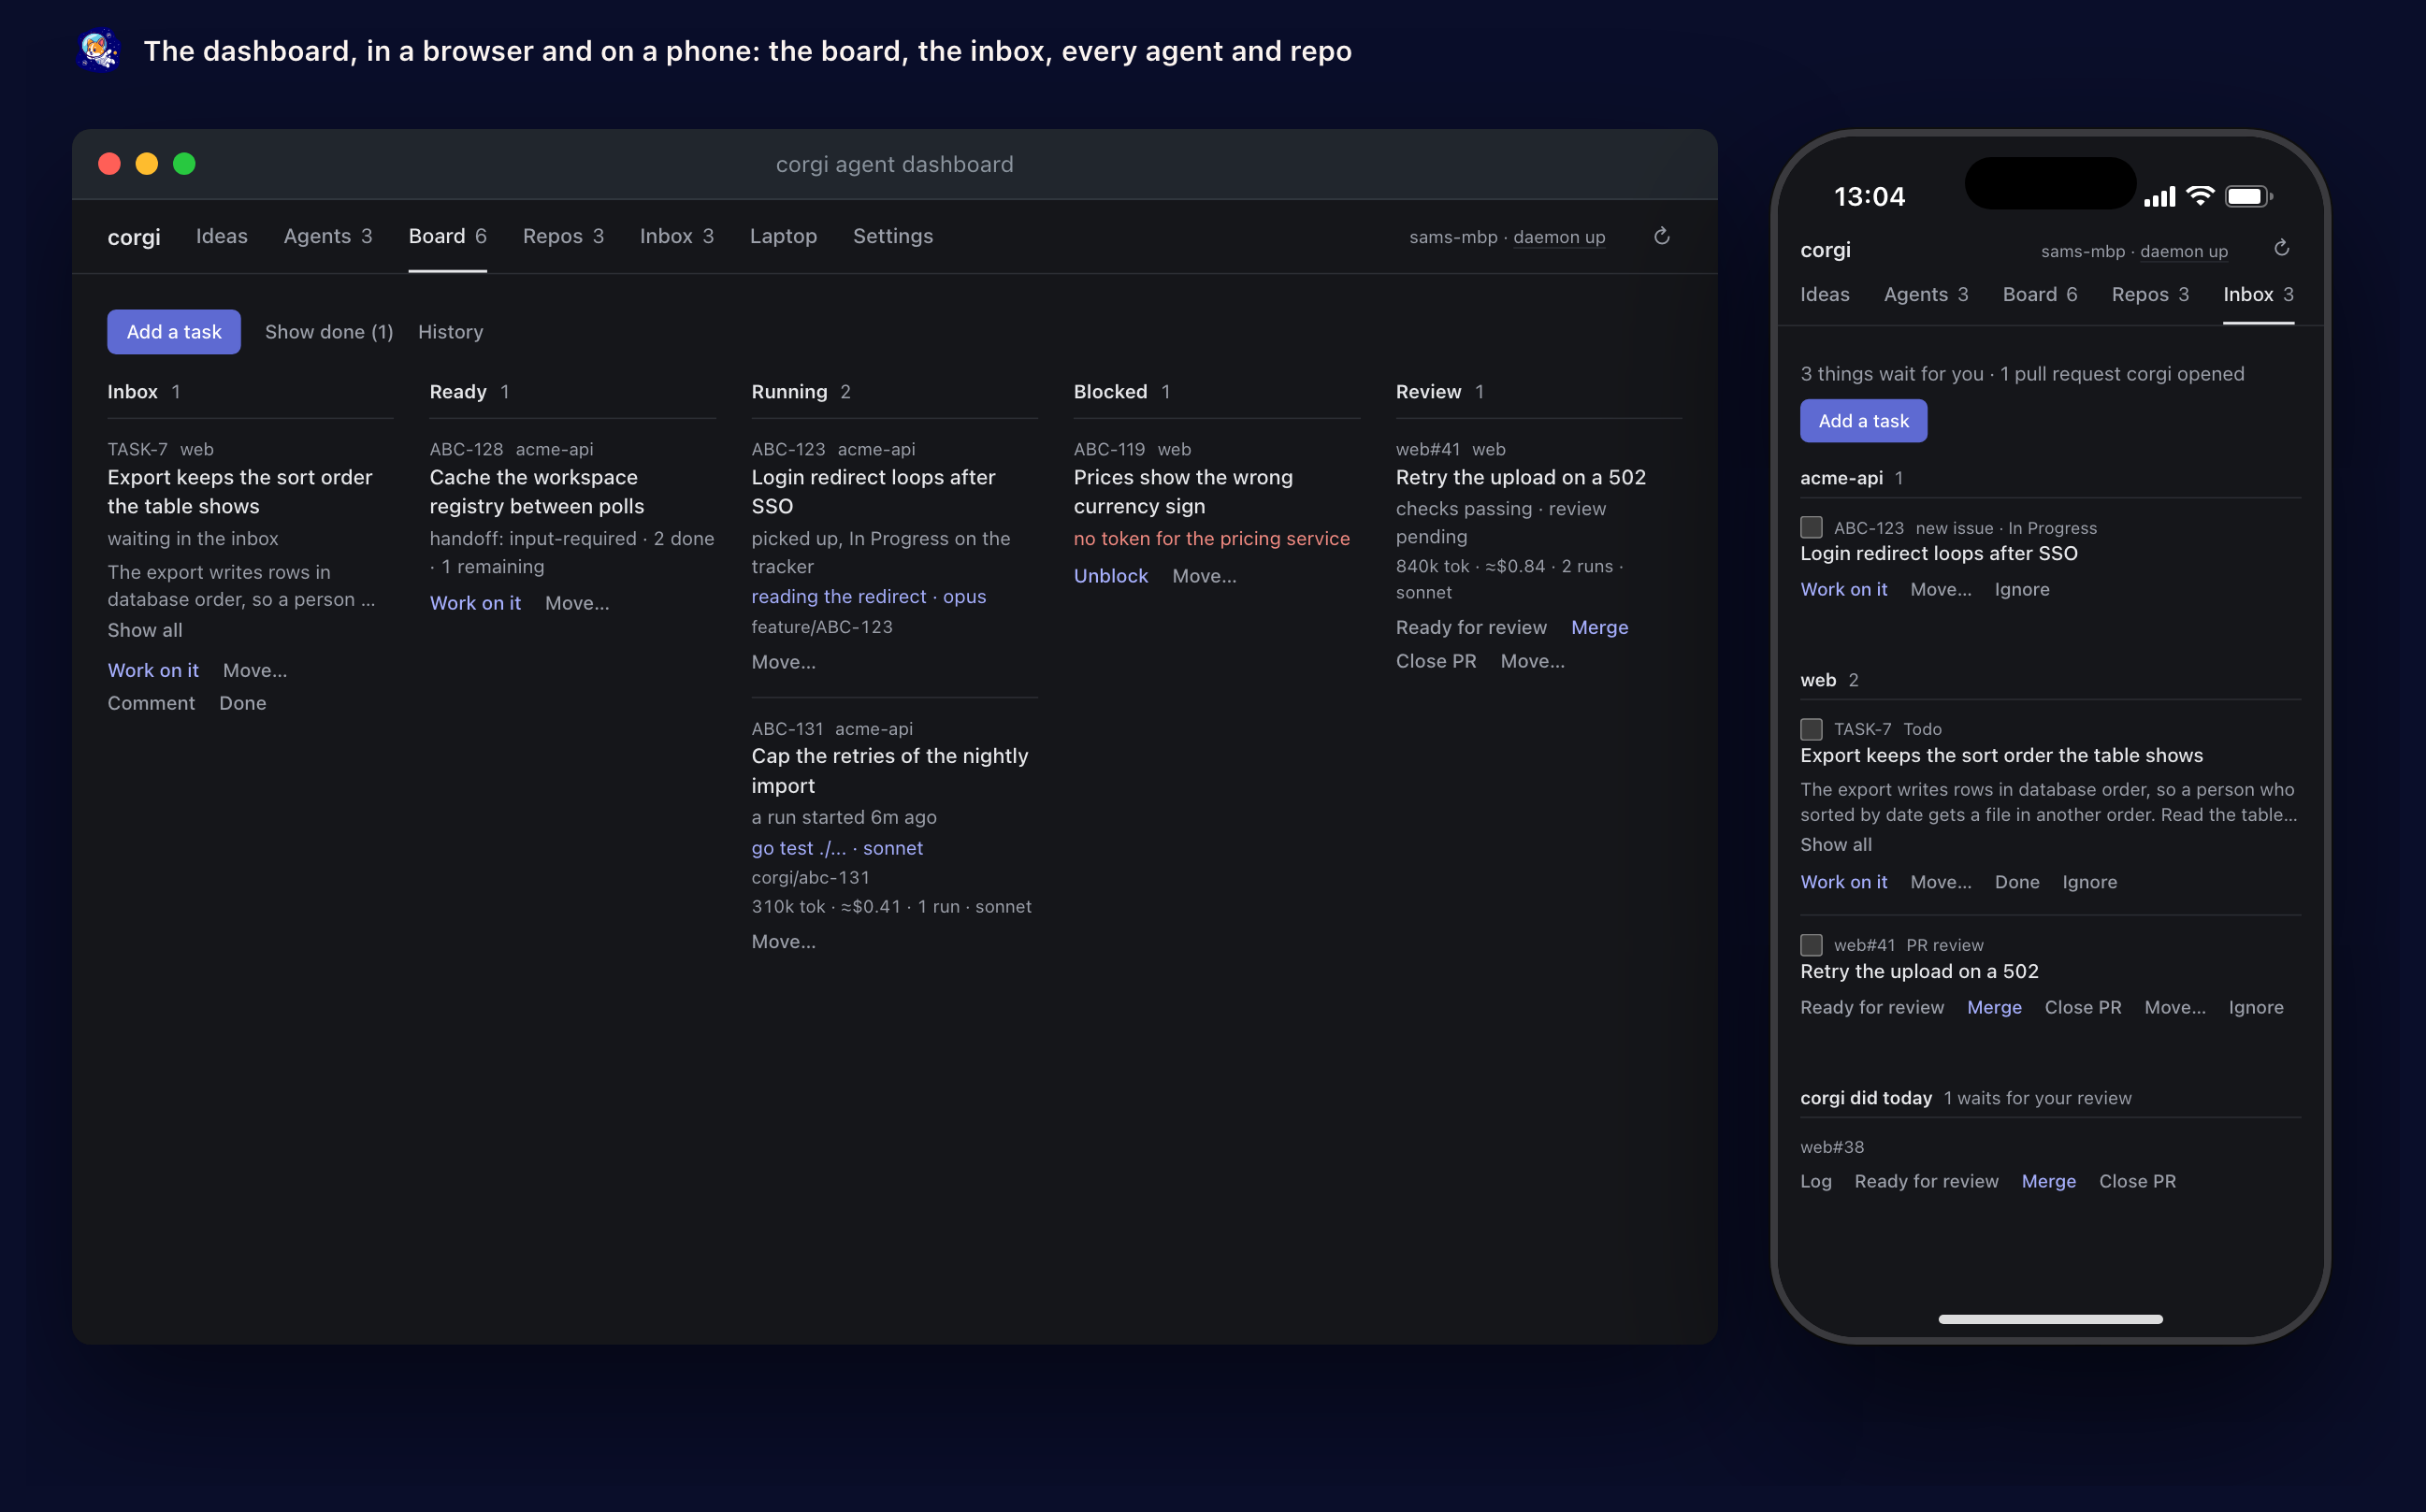 The dashboard, in a browser and on a phone: the board, the inbox, every agent and repo
corgi agent dashboard
corgi Ideas Agents 3 Board 6 Repos 3 Inbox 3 Laptop Settings sams-mbp · daemon up
Add a task Show done (1) History
Inbox 1
TASK-7 web
Export keeps the sort order
the table shows
waiting in the inbox
The export writes rows in
database order, so a person ...
Show all
Work on it Move...
Comment Done
Ready 1
ABC-128 acme-api
Cache the workspace
registry between polls
handoff: input-required · 2 done
· 1 remaining
Work on it Move...
Running 2
ABC-123 acme-api
Login redirect loops after
SSO
picked up, In Progress on the
tracker
reading the redirect · opus
feature/ABC-123
Move...
ABC-131 acme-api
Cap the retries of the nightly
import
a run started 6m ago
go test ./... · sonnet
corgi/abc-131
310k tok · ≈$0.41 · 1 run · sonnet
Move...
Blocked 1
ABC-119 web
Prices show the wrong
currency sign
no token for the pricing service
Unblock Move...
Review 1
web#41 web
Retry the upload on a 502
checks passing · review
pending
840k tok · ≈$0.84 · 2 runs ·
sonnet
Ready for review Merge
Close PR Move...
13:04
corgi sams-mbp · daemon up
Ideas Agents 3 Board 6 Repos 3 Inbox 3
3 things wait for you · 1 pull request corgi opened
Add a task
acme-api 1
ABC-123 new issue · In Progress
Login redirect loops after SSO
Work on it Move... Ignore
web 2
TASK-7 Todo
Export keeps the sort order the table shows
The export writes rows in database order, so a person who
sorted by date gets a file in another order. Read the table...
Show all
Work on it Move... Done Ignore
web#41 PR review
Retry the upload on a 502
Ready for review Merge Close PR Move... Ignore
corgi did today 1 waits for your review
web#38
Log Ready for review Merge Close PR